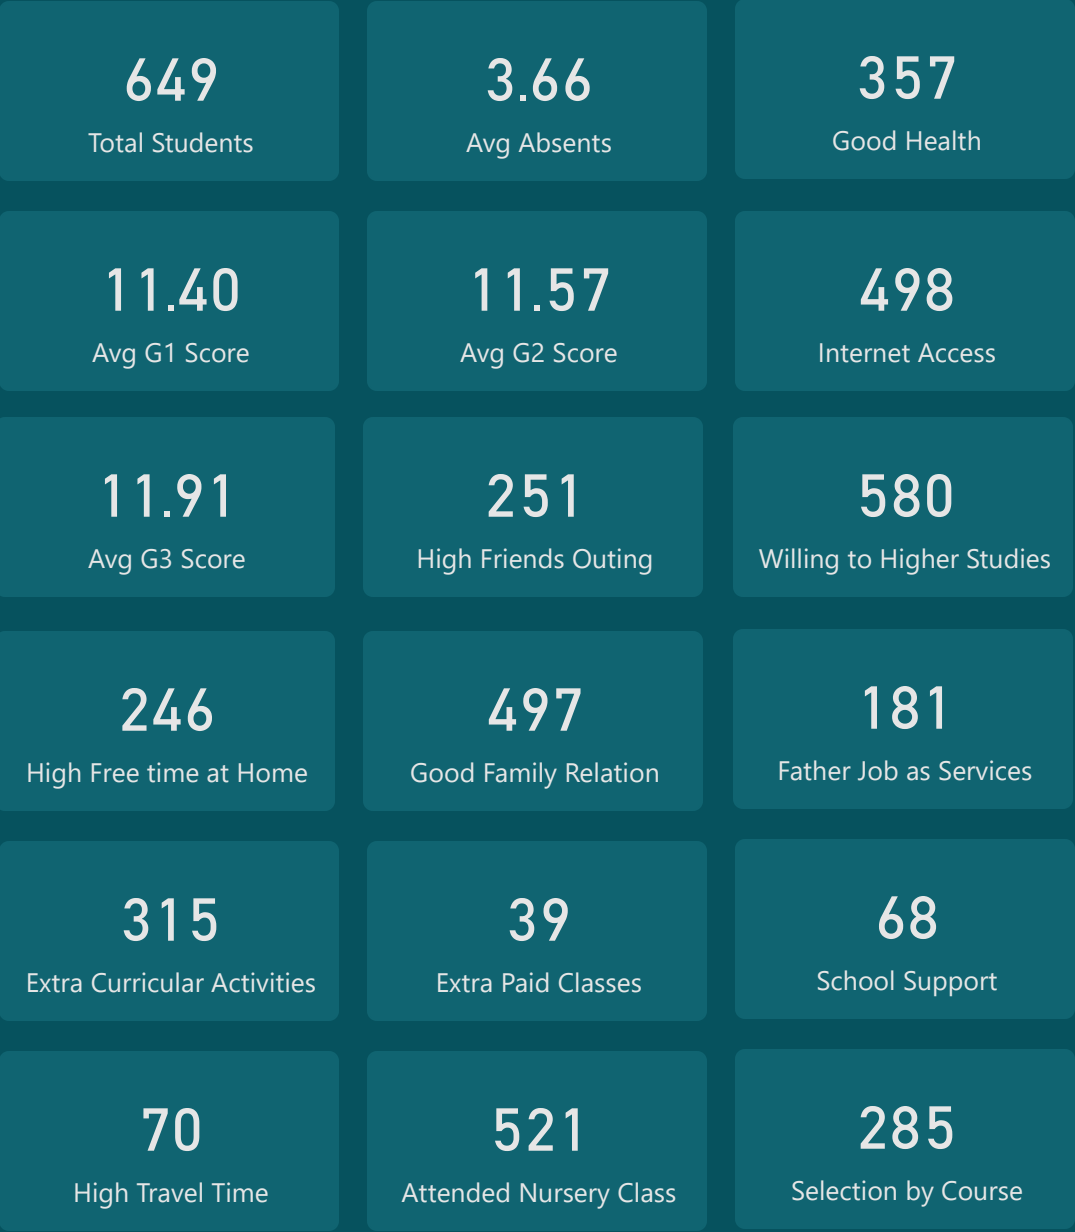 649
Total Students
3.66
Avg Absents
357
Good Health
11.40
Avg G1 Score
11.57
Avg G2 Score
498
Internet Access
11.91
Avg G3 Score
251
High Friends Outing
580
Willing to Higher Studies
246
High Free time at Home
497
Good Family Relation
181
Father Job as Services
315
Extra Curricular Activities
39
Extra Paid Classes
68
School Support
70
High Travel Time
521
Attended Nursery Class
285
Selection by Course